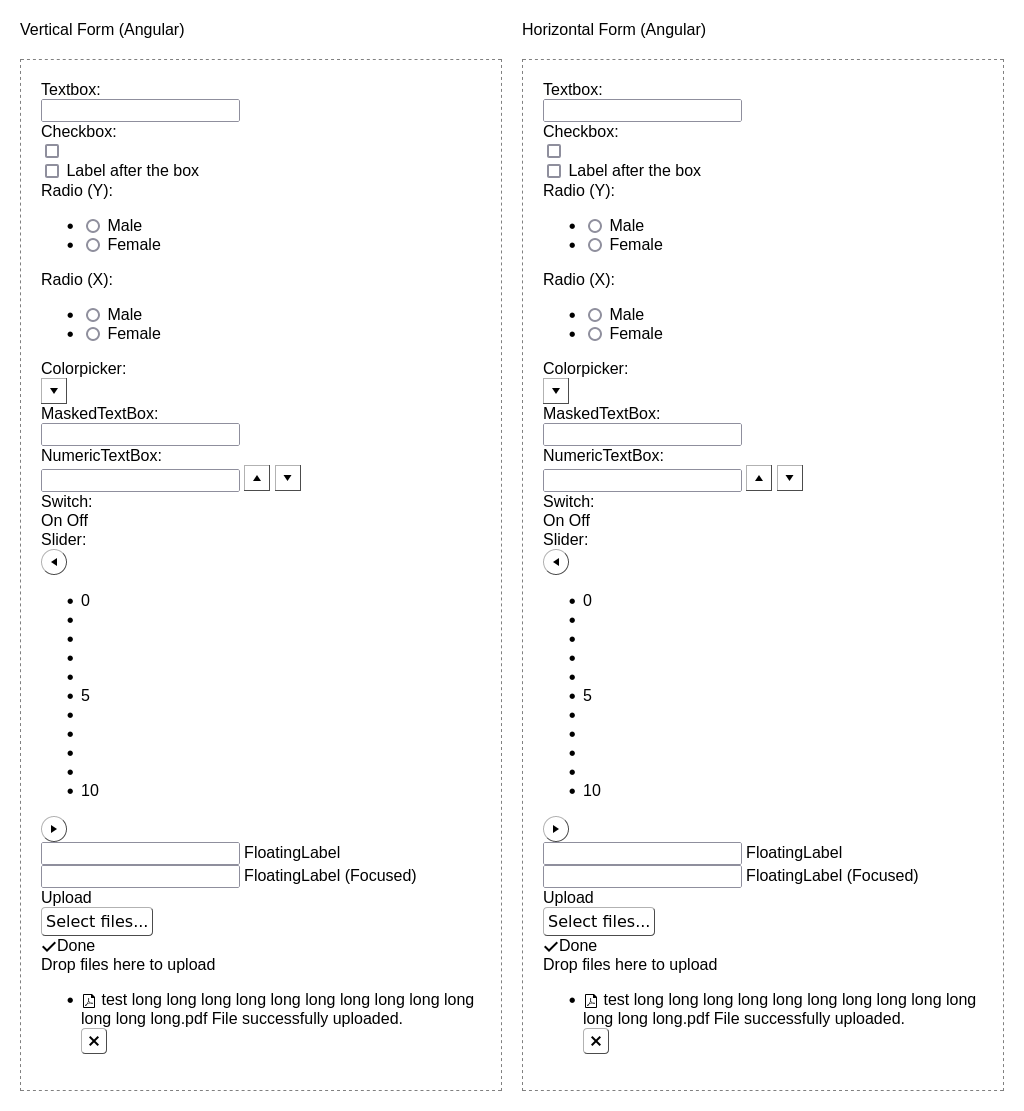 Vertical Form (Angular)
Textbox:
Checkbox:
Label after the box
Radio (Y):
Male
Female
Radio (X):
Male
Female
Colorpicker:
MaskedTextBox:
NumericTextBox:
Switch:
On Off
Slider:
0
5
10
FloatingLabel
FloatingLabel (Focused)
Upload
Select files...
Done
Drop files here to upload
test long long long long long long long long long long
long long long.pdf File successfully uploaded.
Horizontal Form (Angular)
Textbox:
Checkbox:
Label after the box
Radio (Y):
Male
Female
Radio (X):
Male
Female
Colorpicker:
MaskedTextBox:
NumericTextBox:
Switch:
On Off
Slider:
0
5
10
FloatingLabel
FloatingLabel (Focused)
Upload
Select files...
Done
Drop files here to upload
test long long long long long long long long long long
long long long.pdf File successfully uploaded.